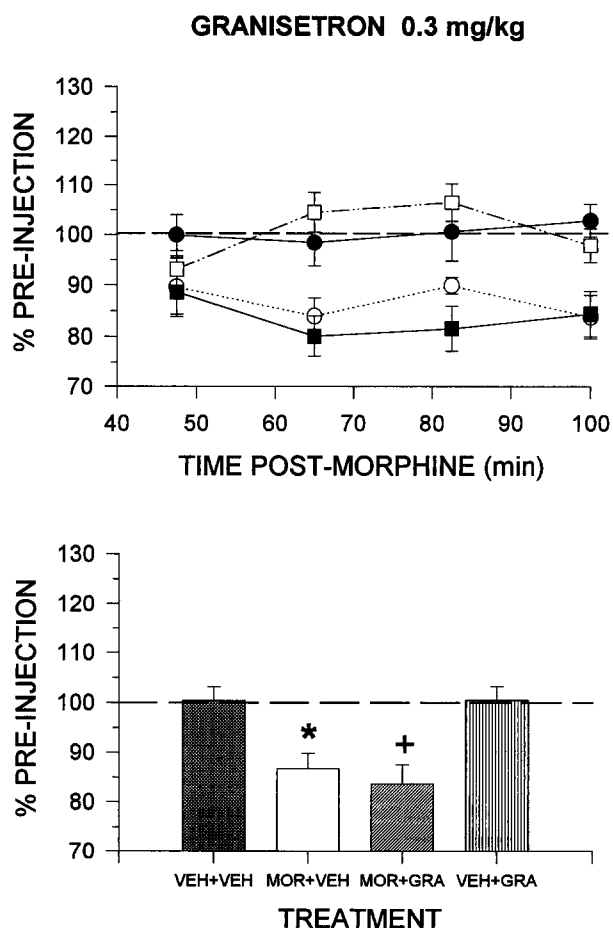 GRANISETRON 0.3 mg/kg
% PRE-INJECTION
130
120
110
100
90
80
70
40 50 60 70 80 90 100
TIME POST-MORPHINE (min)
% PRE-INJECTION
130
120
110
100
90
80
70
* +
VEH+VEH MOR+VEH MOR+GRA VEH+GRA
TREATMENT